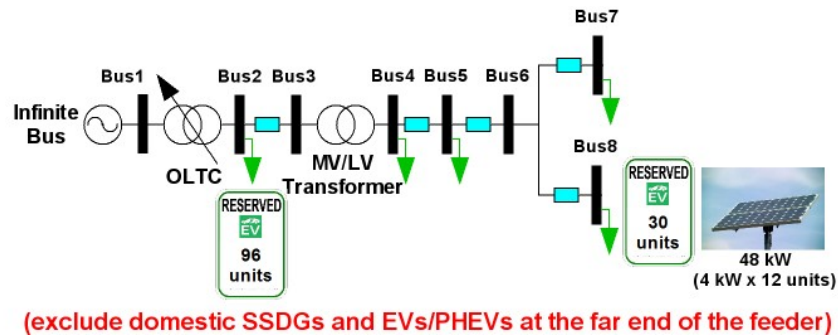 Bus7
Bus1
Bus2 Bus3
Bus4 Bus5 Bus6
Infinite
Bus
OLTC
MV/LV
Transformer
Bus8
RESERVED
EV
96
units
RESERVED
EV
30
units
48 kW
(4 kW x 12 units)
(exclude domestic SSDGs and EVs/PHEVs at the far end of the feeder)